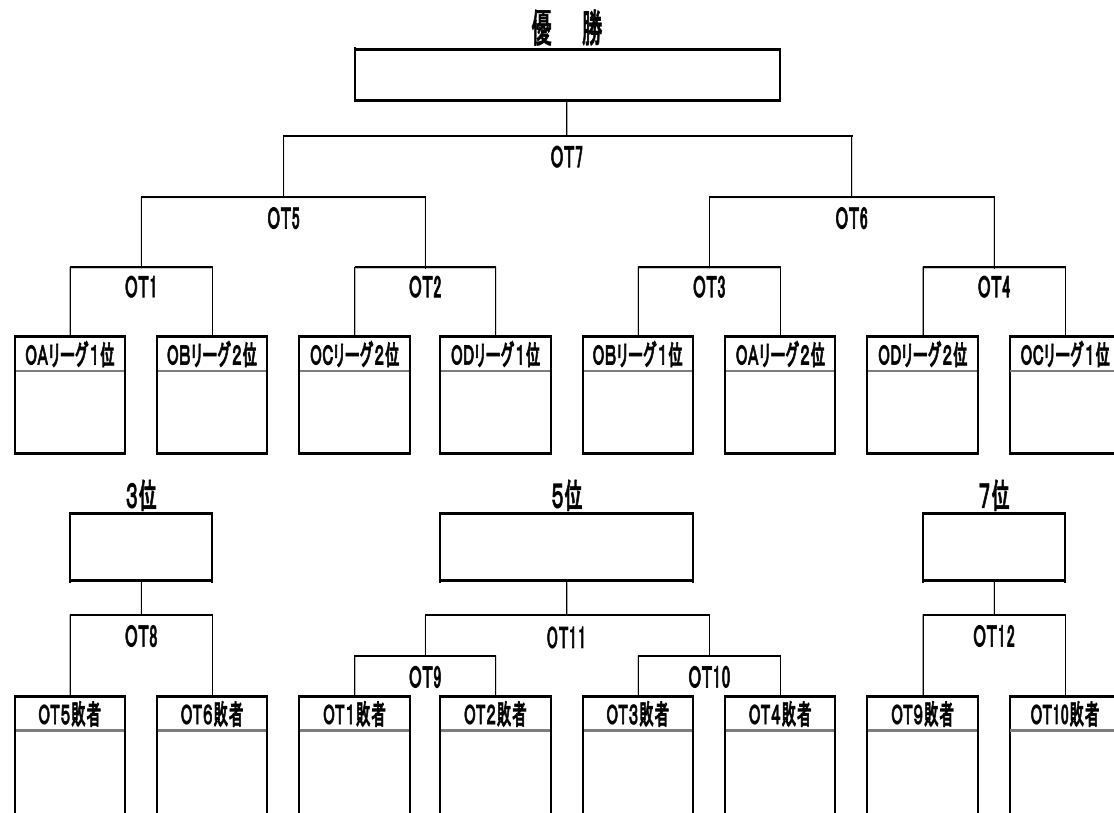 優 勝
OT7
OT5 OT6
OT1 OT2 OT3 OT4
OAリーグ1位 OBリーグ2位 OCリーグ2位 ODリーグ1位 OBリーグ1位 OAリーグ2位 ODリーグ2位 OCリーグ1位
3位 5位 7位
OT8 OT11 OT12
OT9 OT10
OT5敗者 OT6敗者 OT1敗者 OT2敗者 OT3敗者 OT4敗者 OT9敗者 OT10敗者